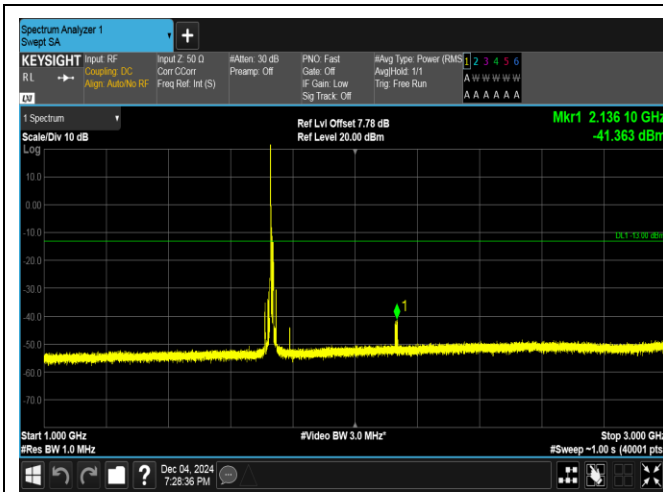 Spectrum Analyzer 1
Swept SA
+
KEYSIGHT Input: RF Input Z: 50 Ω #Atten: 30 dB PNO: Fast #Avg Type: Power (RMS 1 2 3 4 5 6
RL Coupling: DC Corr CCorr Preamp: Off Gate: Off Avg|Hold: 1/1 A W W W W W
Align: Auto/No RF Freq Ref: Int (S) IF Gain: Low Trig: Free Run
LXI Sig Track: Off A A A A A A
1 Spectrum Ref Lvl Offset 7.78 dB Mkr1 2.136 10 GHz
Scale/Div 10 dB Ref Level 20.00 dBm -41.363 dBm
Log
10.0
0.00
-10.0
DL1 -13.00 dBm
-20.0
-30.0
-40.0
1
-50.0
-60.0
-70.0
Start 1.000 GHz #Video BW 3.0 MHz* Stop 3.000 GHz
#Res BW 1.0 MHz #Sweep ~1.00 s (40001 pts
? Dec 04, 2024
7:28:36 PM